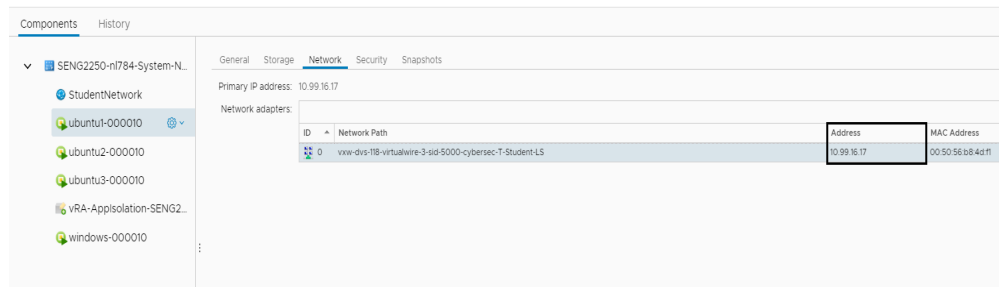 Components History
SENG2250-nl784-System-N...
StudentNetwork
ubuntu1-000010
ubuntu2-000010
ubuntu3-000010
vRA-AppIsolation-SENG2...
windows-000010
General Storage Network Security Snapshots
Primary IP address: 10.99.16.17
Network adapters:
ID Network Path Address MAC Address
0 vxw-dvs-118-virtualwire-3-sid-5000-cybersec-T-Student-LS 10.99.16.17 00:50:56:b8:4d:f1